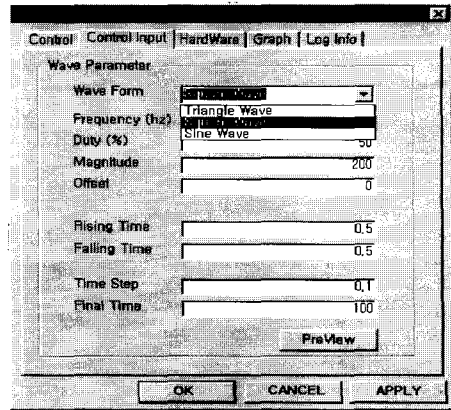 Control Control Input HardWare Graph Log Info
Wave Parameter
Wave Form
Triangle Wave
Frequency (hz)
Sine Wave
Duty (%) 50
Magnitude 200
Offset 0
Rising Time 0.5
Falling Time 0.5
Time Step 0.1
Final Time 100
PreView
OK CANCEL APPLY